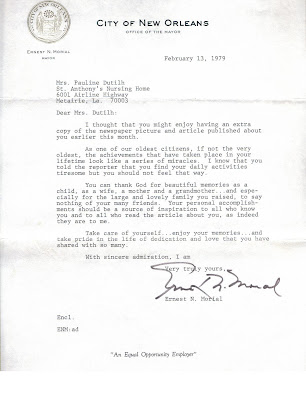 CITY OF NEW ORLEANS
OFFICE OF THE MAYOR
ERNEST N. MORIAL
MAYOR
February 13, 1979
Mrs. Pauline Dutilh
St. Anthony's Nursing Home
6001 Airline Highway
Metairie, La. 70003
Dear Mrs. Dutilh:
I thought that you might enjoy having an extra
copy of the newspaper picture and article published about
you earlier this month.
As one of our oldest citizens, if not the very
oldest, the achievements that have taken place in your
lifetime look like a series of miracles. I know that you
told the reporter that you find your daily activities
tiresome but you should not feel that way.
You can thank God for beautiful memories as a
child, as a wife, a mother and a grandmother...and espe-
cially for the large and lovely family you raised, to say
nothing of your many friends. Your personal accomplish-
ments should be a source of inspiration to all who know
you and to all who read the article about you, as indeed
they are to me.
Take care of yourself...enjoy your memories...and
take pride in the life of dedication and love that you have
shared with so many.
With sincere admiration, I am
Very truly yours,
Ernest N. Morial
Ernest N. Morial
Encl.
ENM:ad
"An Equal Opportunity Employer"